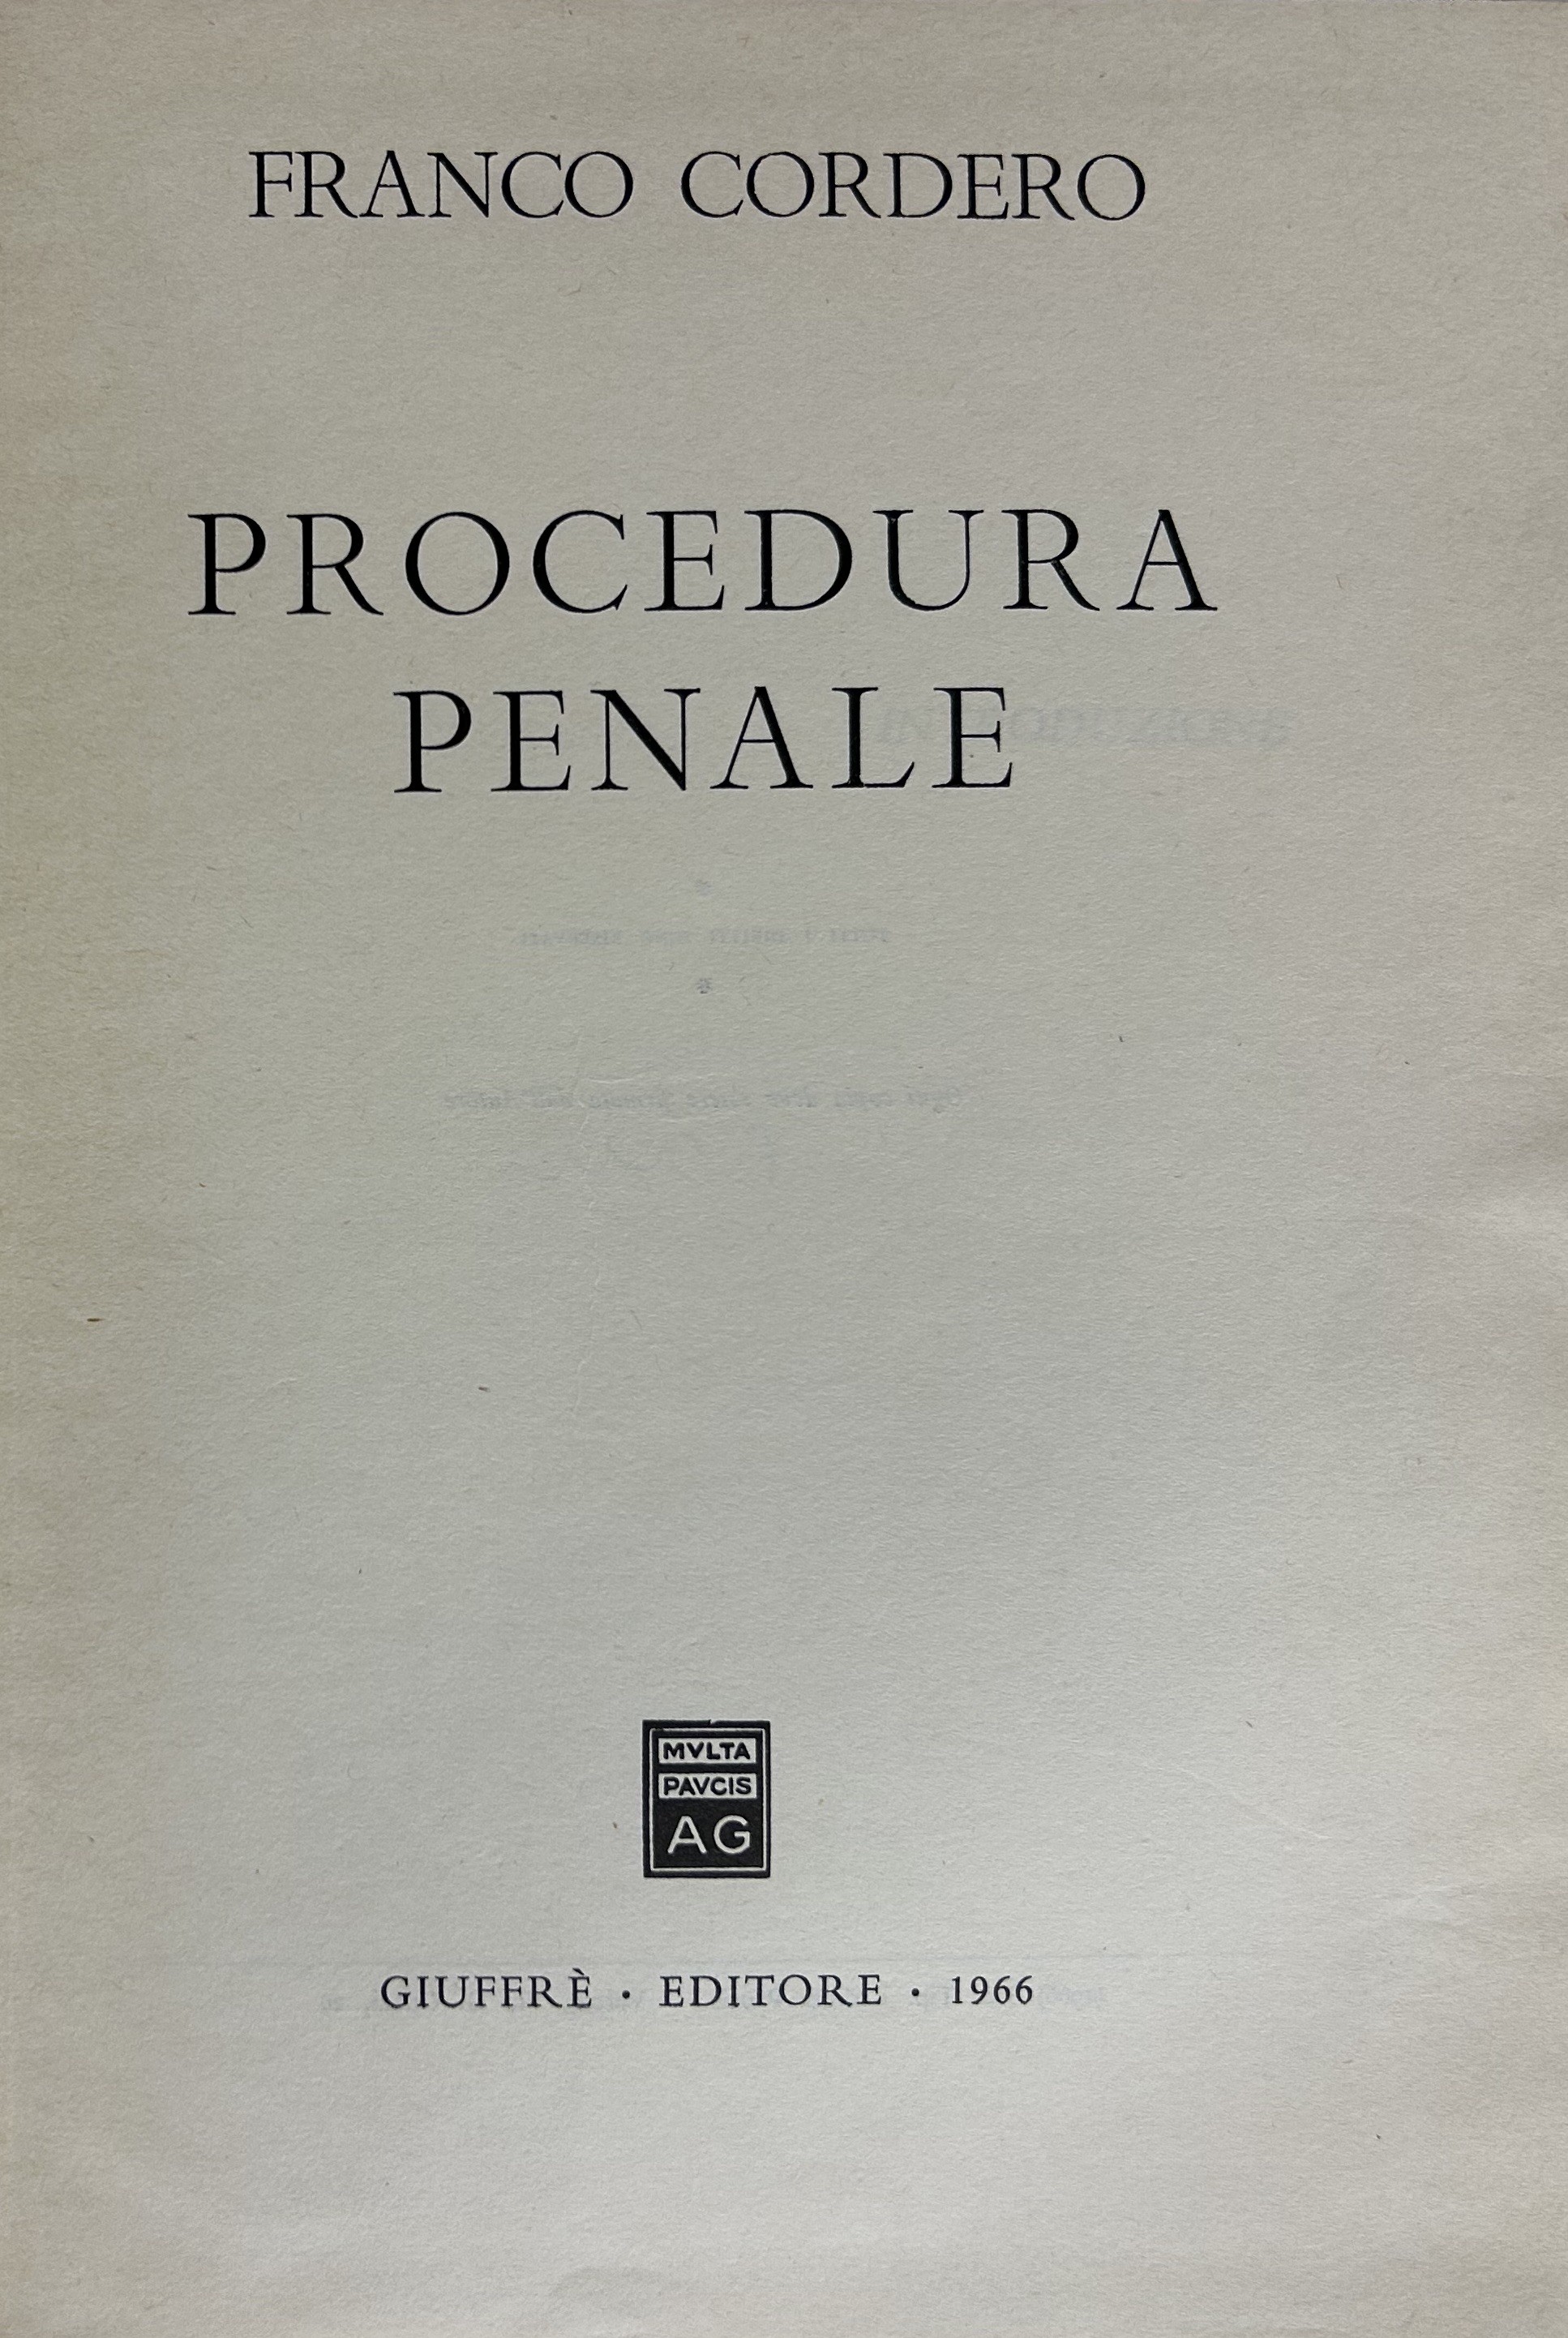 FRANCO CORDERO
PROCEDURA
PENALE
MVLTA
PAVCIS
AG
GIUFFRÈ · EDITORE · 1966